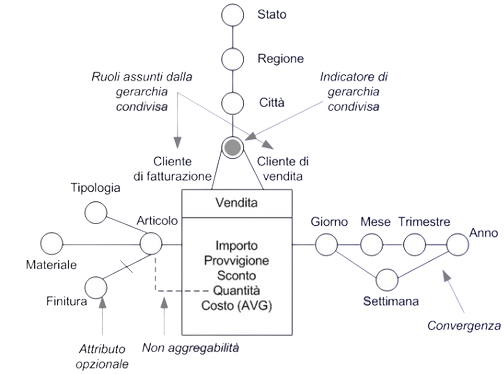 Stato
Regione
Città
Ruoli assunti dalla
gerarchia
condivisa
Indicatore di
gerarchia
condivisa
Cliente
di fatturazione
Cliente di
vendita
Vendita
Importo
Provvigione
Sconto
Quantità
Costo (AVG)
Tipologia
Articolo
Materiale
Finitura
Attributo
opzionale
Non aggregabilità
Giorno
Mese
Trimestre
Anno
Settimana
Convergenza